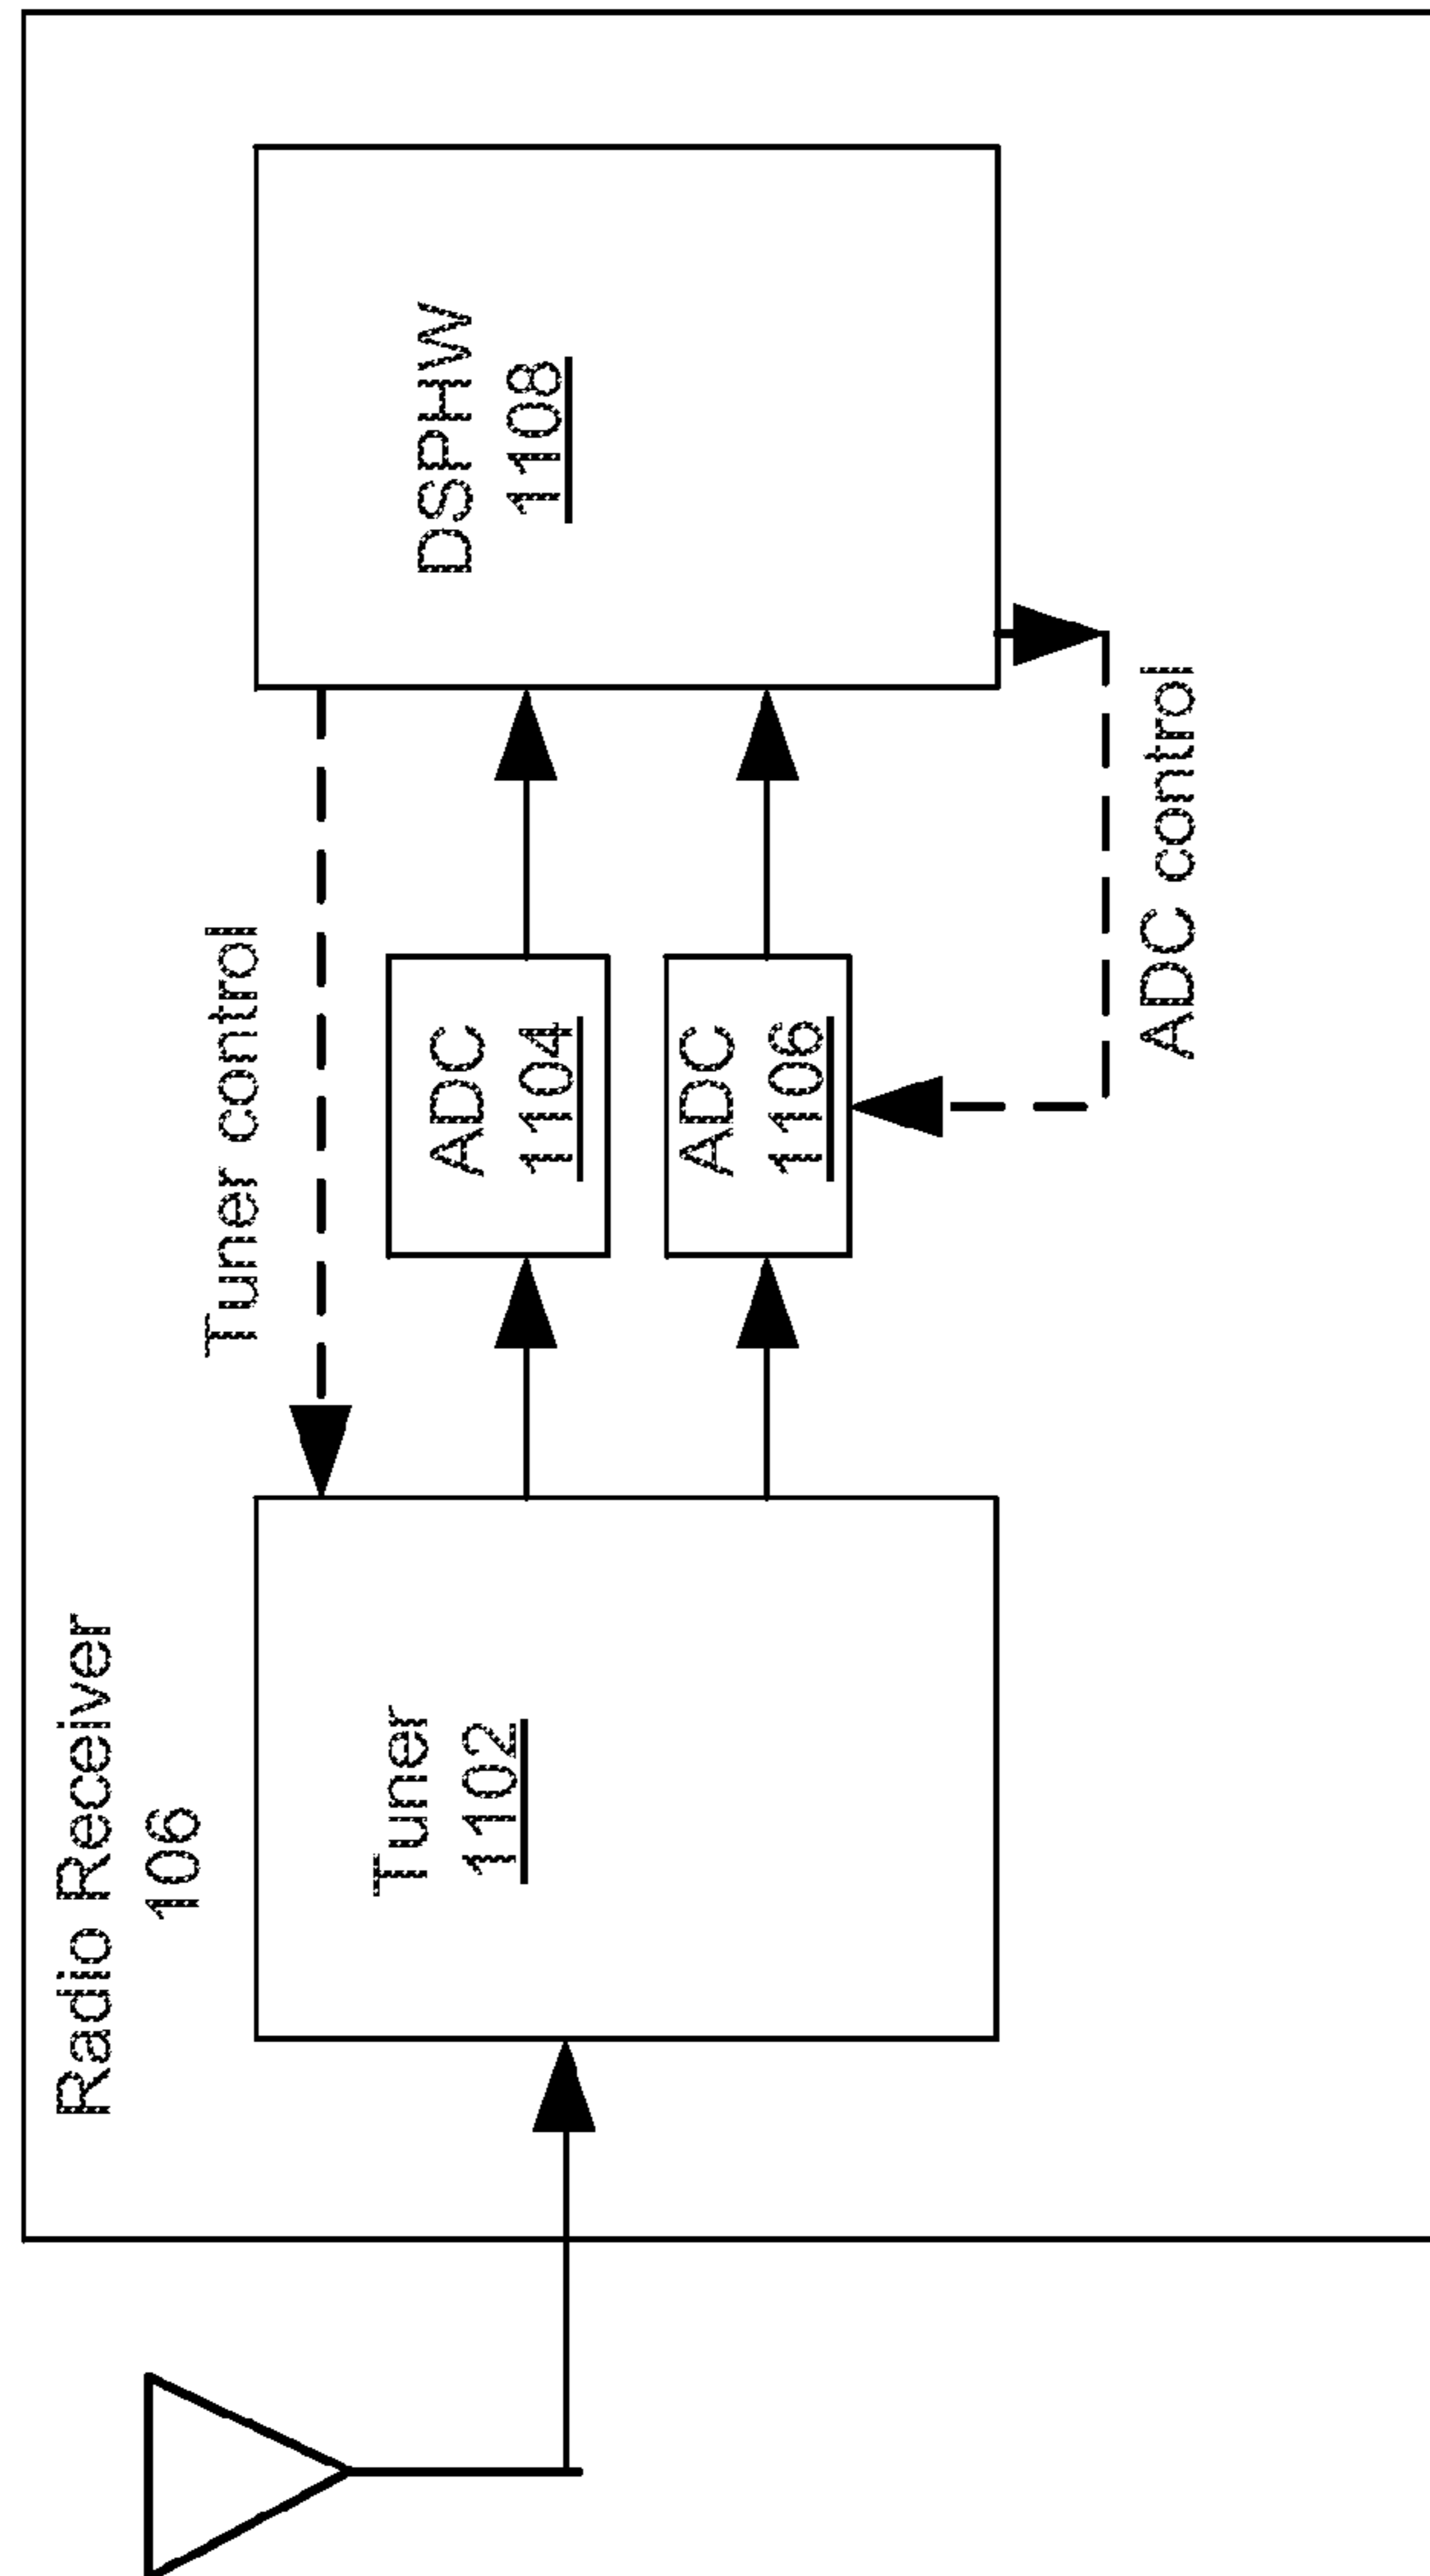 Radio Receiver
106
Tuner control
Tuner
1102
ADC
1104
ADC
1106
DSPHW
1108
ADC control